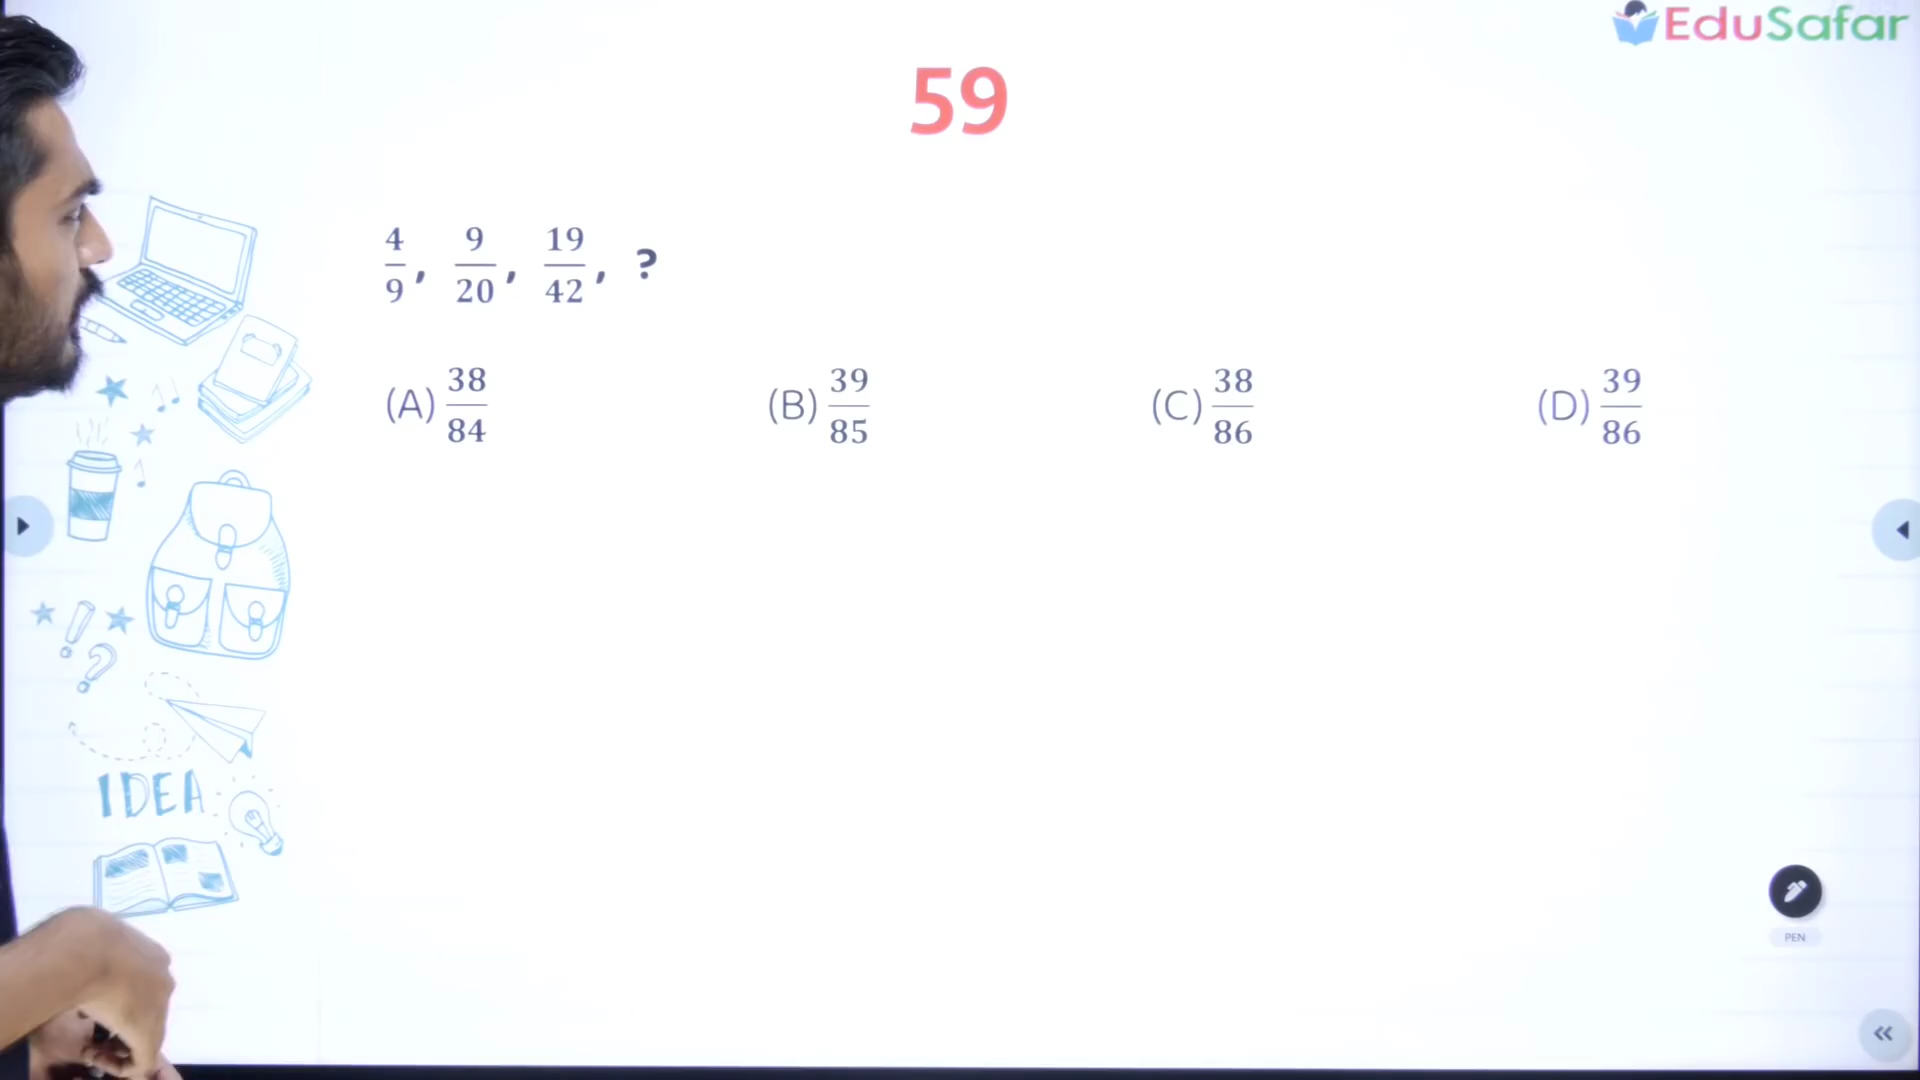 EduSafar
59
4/9, 9/20, 19/42, ?
(A) 38/84 (B) 39/85 (C) 38/86 (D) 39/86
IDEA
PEN